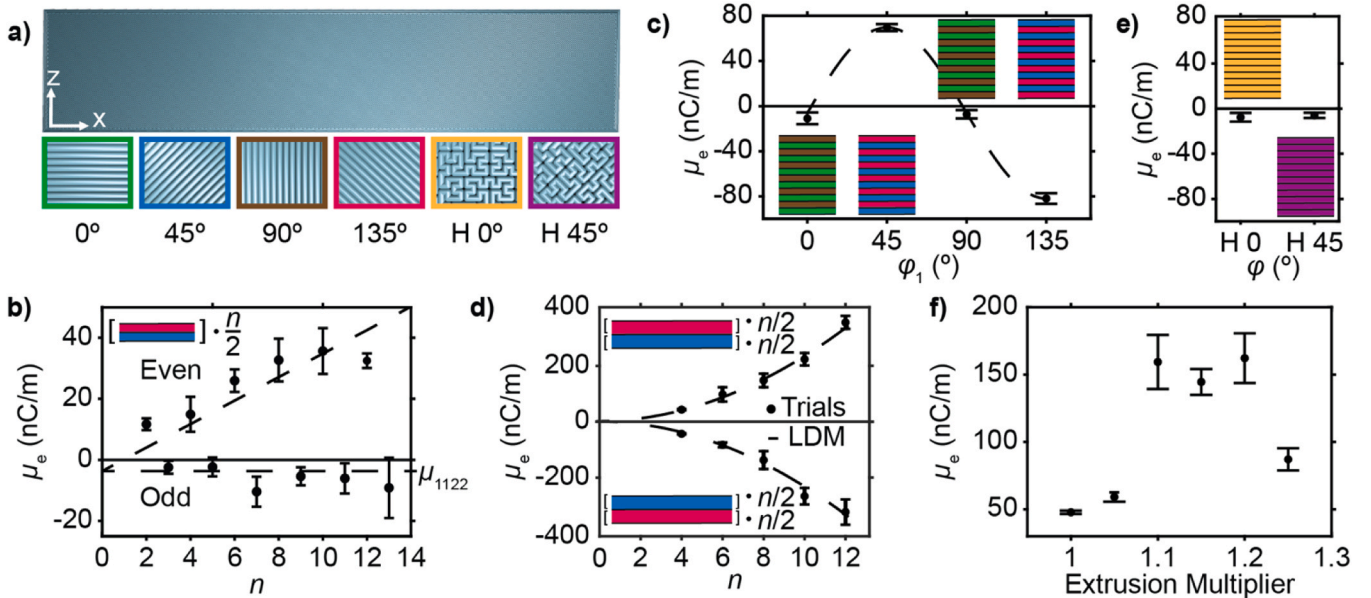 a)
z
x
0º
45º
90º
135º
H 0º
H 45º
b)
μe (nC/m)
40
20
0
-20
[ ] · n/2
Even
Odd
μ1122
0 2 4 6 8 10 12 14
n
c)
μe (nC/m)
80
40
0
-40
-80
0 45 90 135
φ1 (º)
d)
μe (nC/m)
400
200
0
-200
-400
[ ] · n/2
[ ] · n/2
Trials
LDM
[ ] · n/2
[ ] · n/2
0 2 4 6 8 10 12
n
e)
μe (nC/m)
80
40
0
-40
-80
H 0 H 45
φ (º)
f)
μe (nC/m)
200
150
100
50
1 1.1 1.2 1.3
Extrusion Multiplier